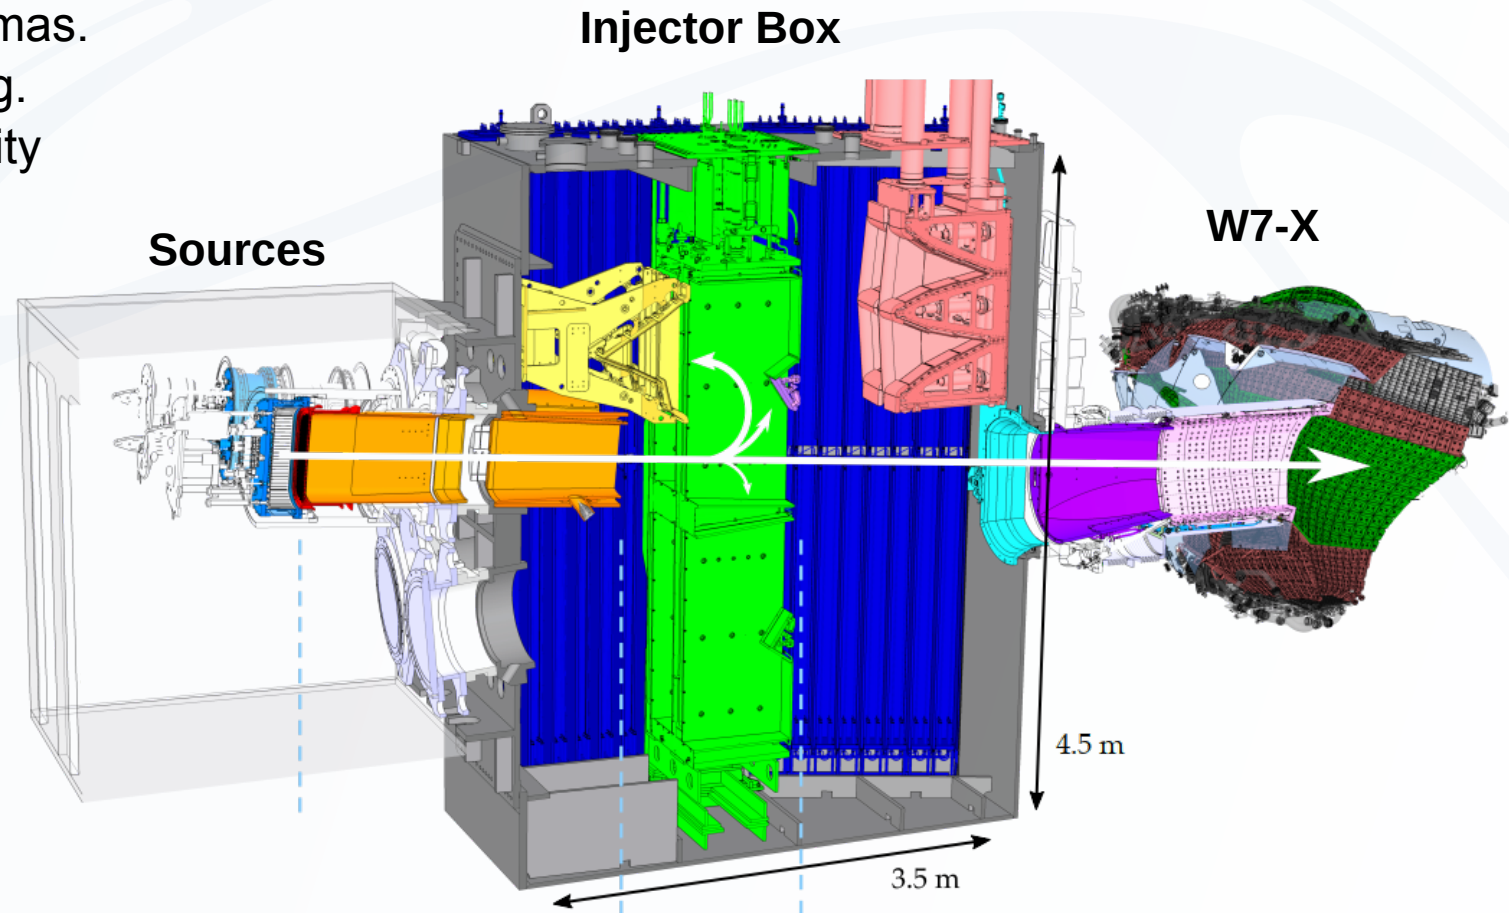 mas.
Injector Box
g.
ity
W7-X
Sources
4.5 m
3.5 m